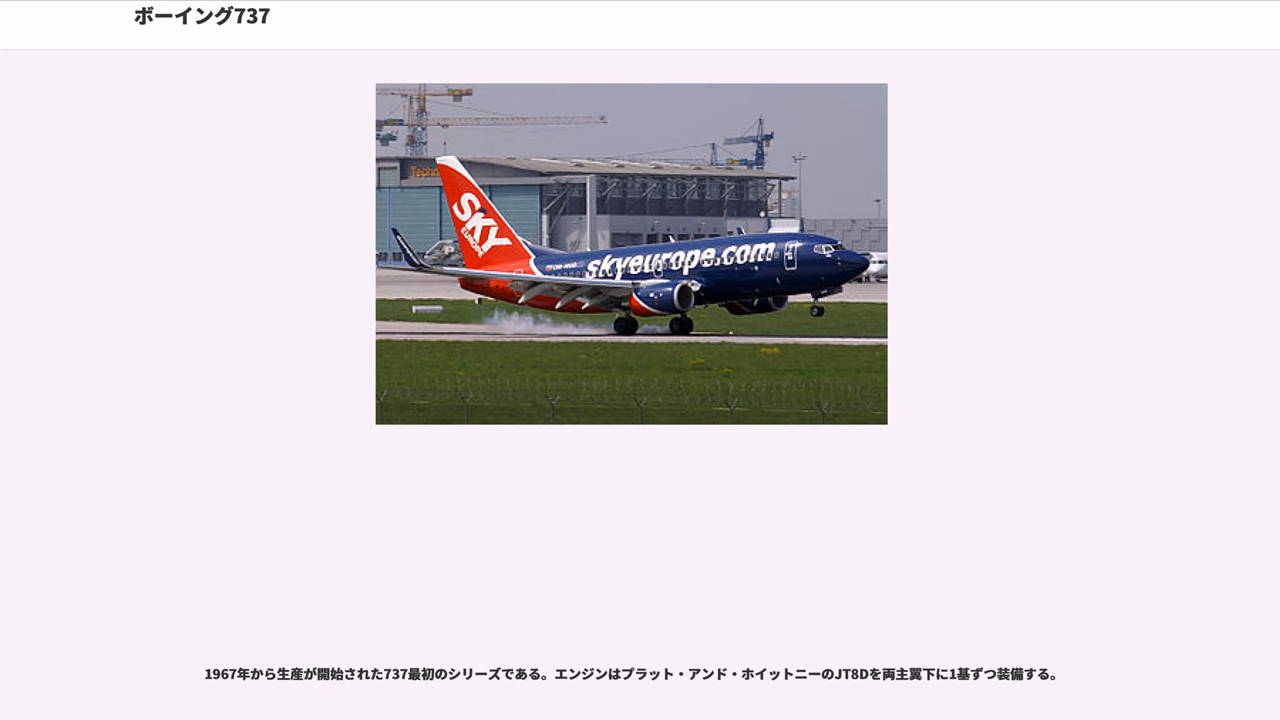 ボーイング737
Techn
SKY
EUROPE
skyeurope.com
1967年から生産が開始された737最初のシリーズである。エンジンはプラット・アンド・ホイットニーのJT8Dを両主翼下に1基ずつ装備する。